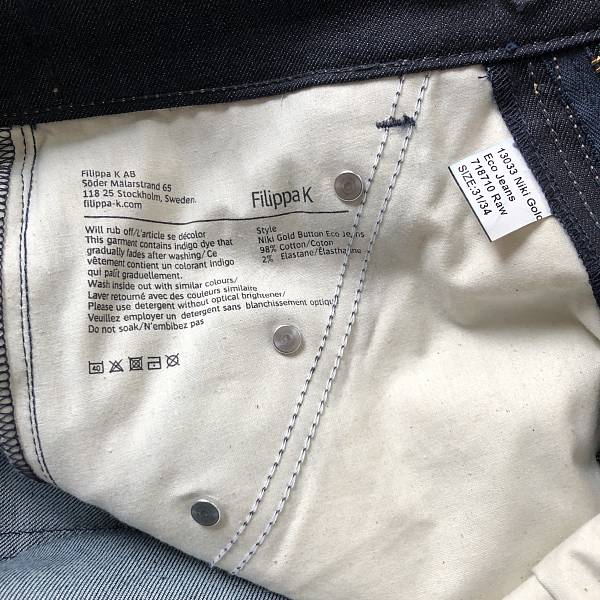 Filippa K AB
Söder Mälarstrand 65
118 25 Stockholm, Sweden.
filippa-k.com
Filippa K
Will rub off/L'article se décolor
This garment contains indigo dye that
gradually fades after washing/Ce
vêtement contient un colorant indigo
qui palit graduellement.
Wash inside out with similar colours/
Laver retourné avec des couleurs similaire
Please use detergent without optical brightener/
Veuillez employer un detergent sans blanchissement optiqu
Do not soak/N'embibez pas
Style
Niki Gold Button Eco Jeans
98% Cotton/Coton
2% Elastane/Élasthanne
40
13033 Niki Gold
Eco Jeans
718710 Raw
SIZE:31/34